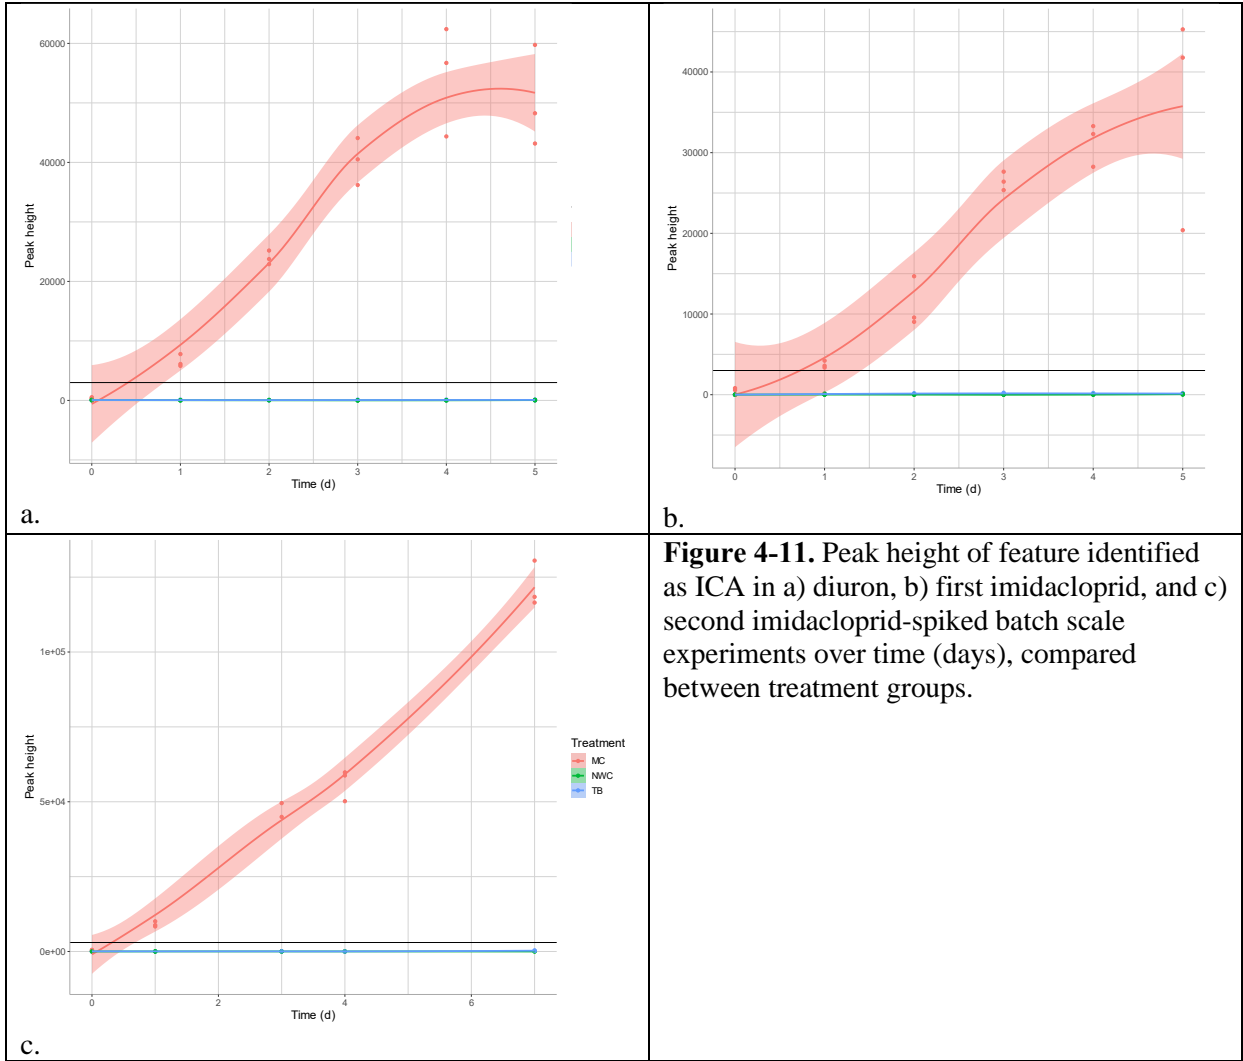 60000
40000
20000
0
Peak height
0
1
2
3
4
5
Time (d)
a.
40000
30000
20000
10000
0
Peak height
0
1
2
3
4
5
Time (d)
b.
1e+05
5e+04
0e+00
Peak height
0
2
4
6
Time (d)
Treatment
MC
NWC
TB
c.
Figure 4-11. Peak height of feature identified
as ICA in a) diuron, b) first imidacloprid, and c)
second imidacloprid-spiked batch scale
experiments over time (days), compared
between treatment groups.